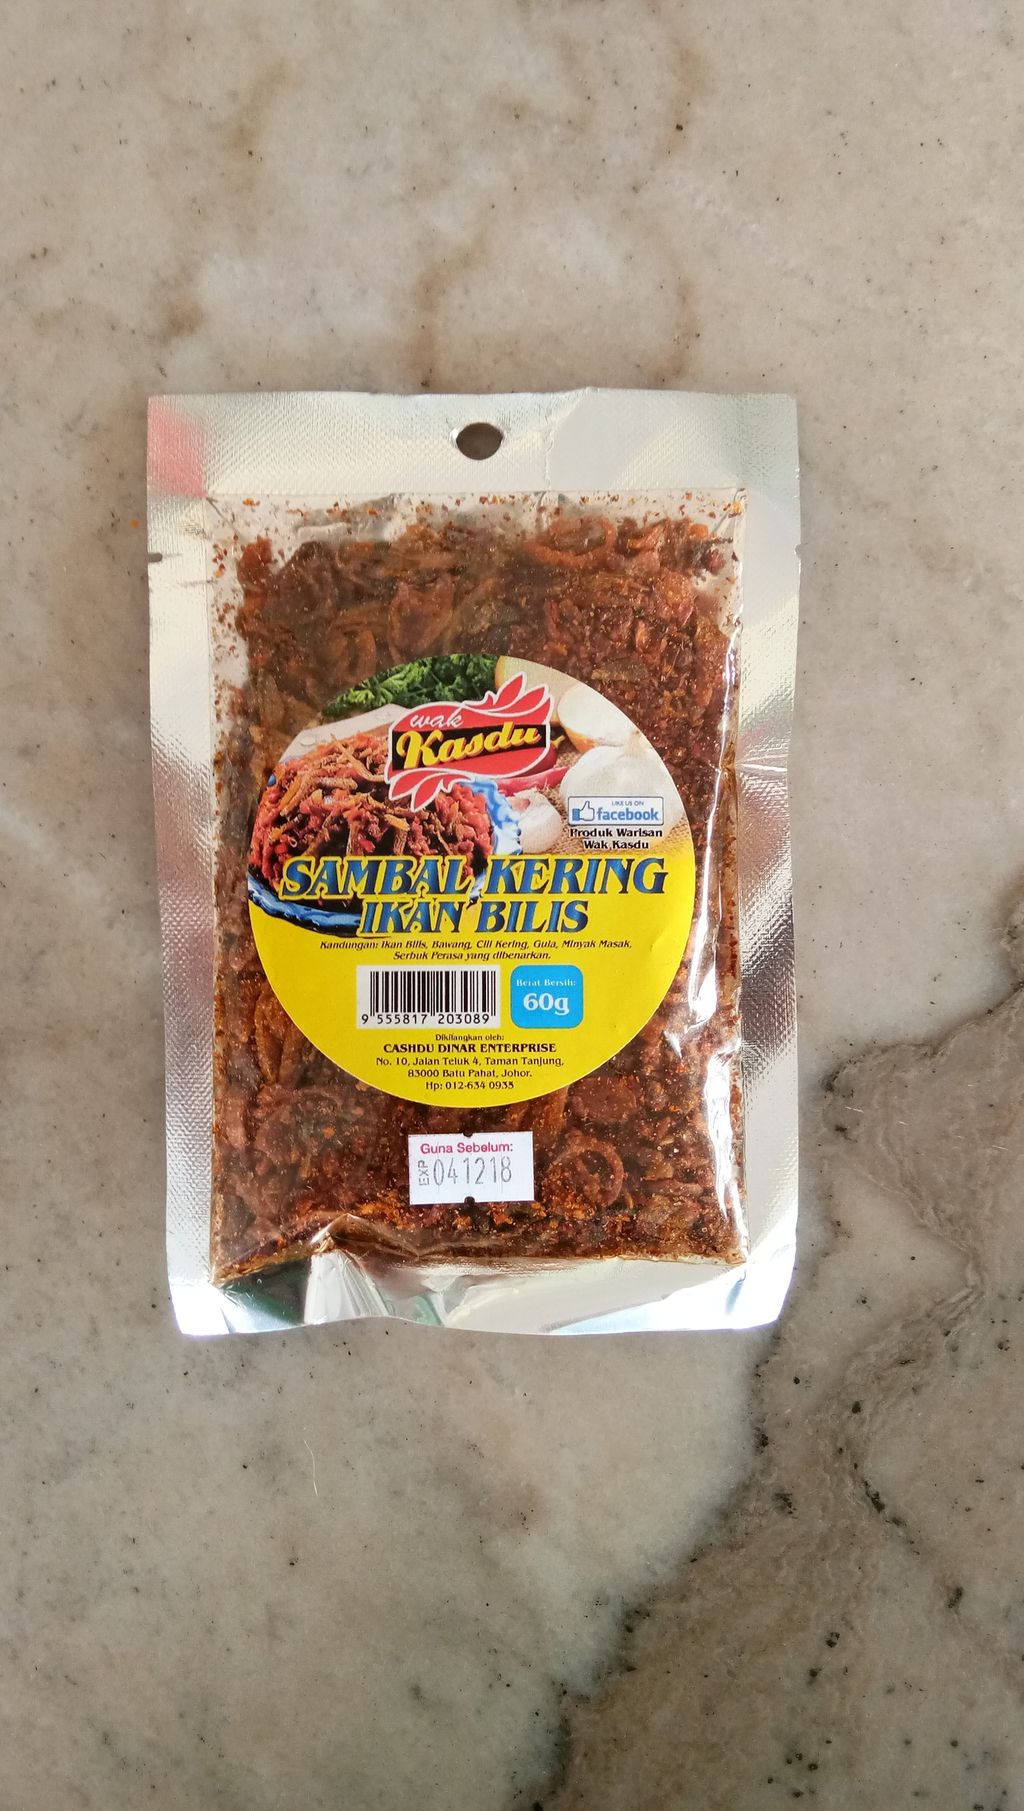 wak
Kasdu
LIKE US ON
facebook
Produk Warisan
Wak Kasdu
SAMBAL KERING
IKAN BILIS
Kandungan: Ikan Bilis, Bawang, Cili Kering, Gula, Minyak Masak,
Serbuk Perasa yang dibenarkan.
9 555817 203089
Berat Bersih:
60g
Dikilangkan oleh:
CASHDU DINAR ENTERPRISE
No. 10, Jalan Teluk 4, Taman Tanjung,
83000 Batu Pahat, Johor.
Hp: 012-634 0935
Guna Sebelum:
EXP 041218